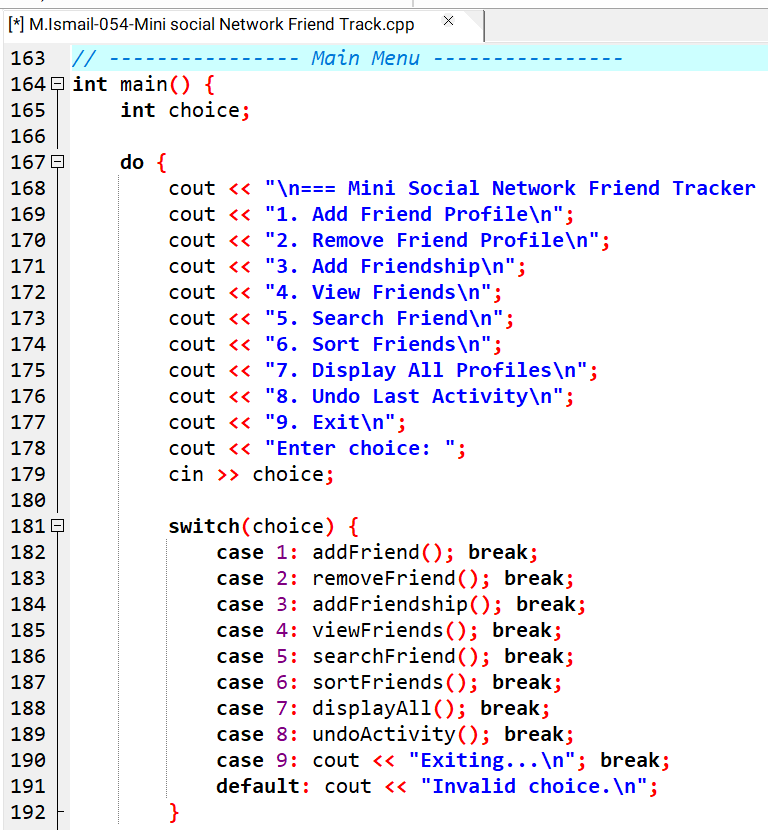 [*] M.Ismail-054-Mini social Network Friend Track.cpp ×
163 // ---------------- Main Menu ----------------
164 int main() {
165 int choice;
166
167 do {
168 cout << "\n=== Mini Social Network Friend Tracker
169 cout << "1. Add Friend Profile\n";
170 cout << "2. Remove Friend Profile\n";
171 cout << "3. Add Friendship\n";
172 cout << "4. View Friends\n";
173 cout << "5. Search Friend\n";
174 cout << "6. Sort Friends\n";
175 cout << "7. Display All Profiles\n";
176 cout << "8. Undo Last Activity\n";
177 cout << "9. Exit\n";
178 cout << "Enter choice: ";
179 cin >> choice;
180
181 switch(choice) {
182 case 1: addFriend(); break;
183 case 2: removeFriend(); break;
184 case 3: addFriendship(); break;
185 case 4: viewFriends(); break;
186 case 5: searchFriend(); break;
187 case 6: sortFriends(); break;
188 case 7: displayAll(); break;
189 case 8: undoActivity(); break;
190 case 9: cout << "Exiting...\n"; break;
191 default: cout << "Invalid choice.\n";
192 }